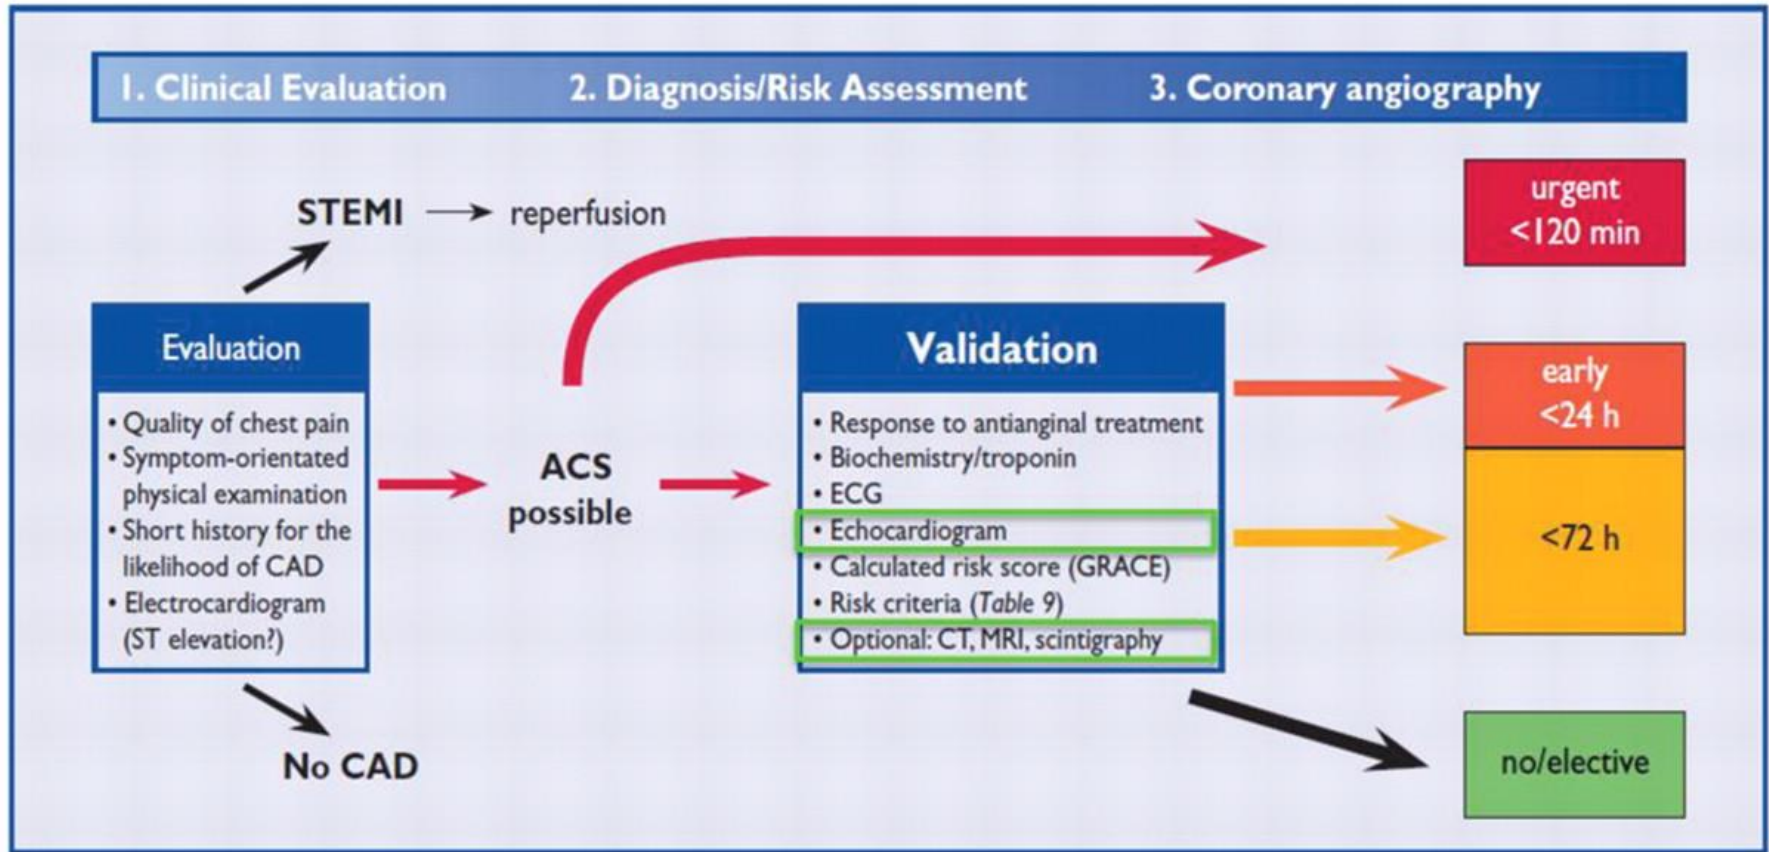 1. Clinical Evaluation 2. Diagnosis/Risk Assessment 3. Coronary angiography
STEMI
reperfusion
urgent
<120 min
Evaluation
• Quality of chest pain
• Symptom-orientated
physical examination
• Short history for the
likelihood of CAD
• Electrocardiogram
(ST elevation?)
ACS
possible
Validation
• Response to antianginal treatment
• Biochemistry/troponin
• ECG
• Echocardiogram
• Calculated risk score (GRACE)
• Risk criteria (Table 9)
• Optional: CT, MRI, scintigraphy
early
<24 h
<72 h
No CAD
no/elective